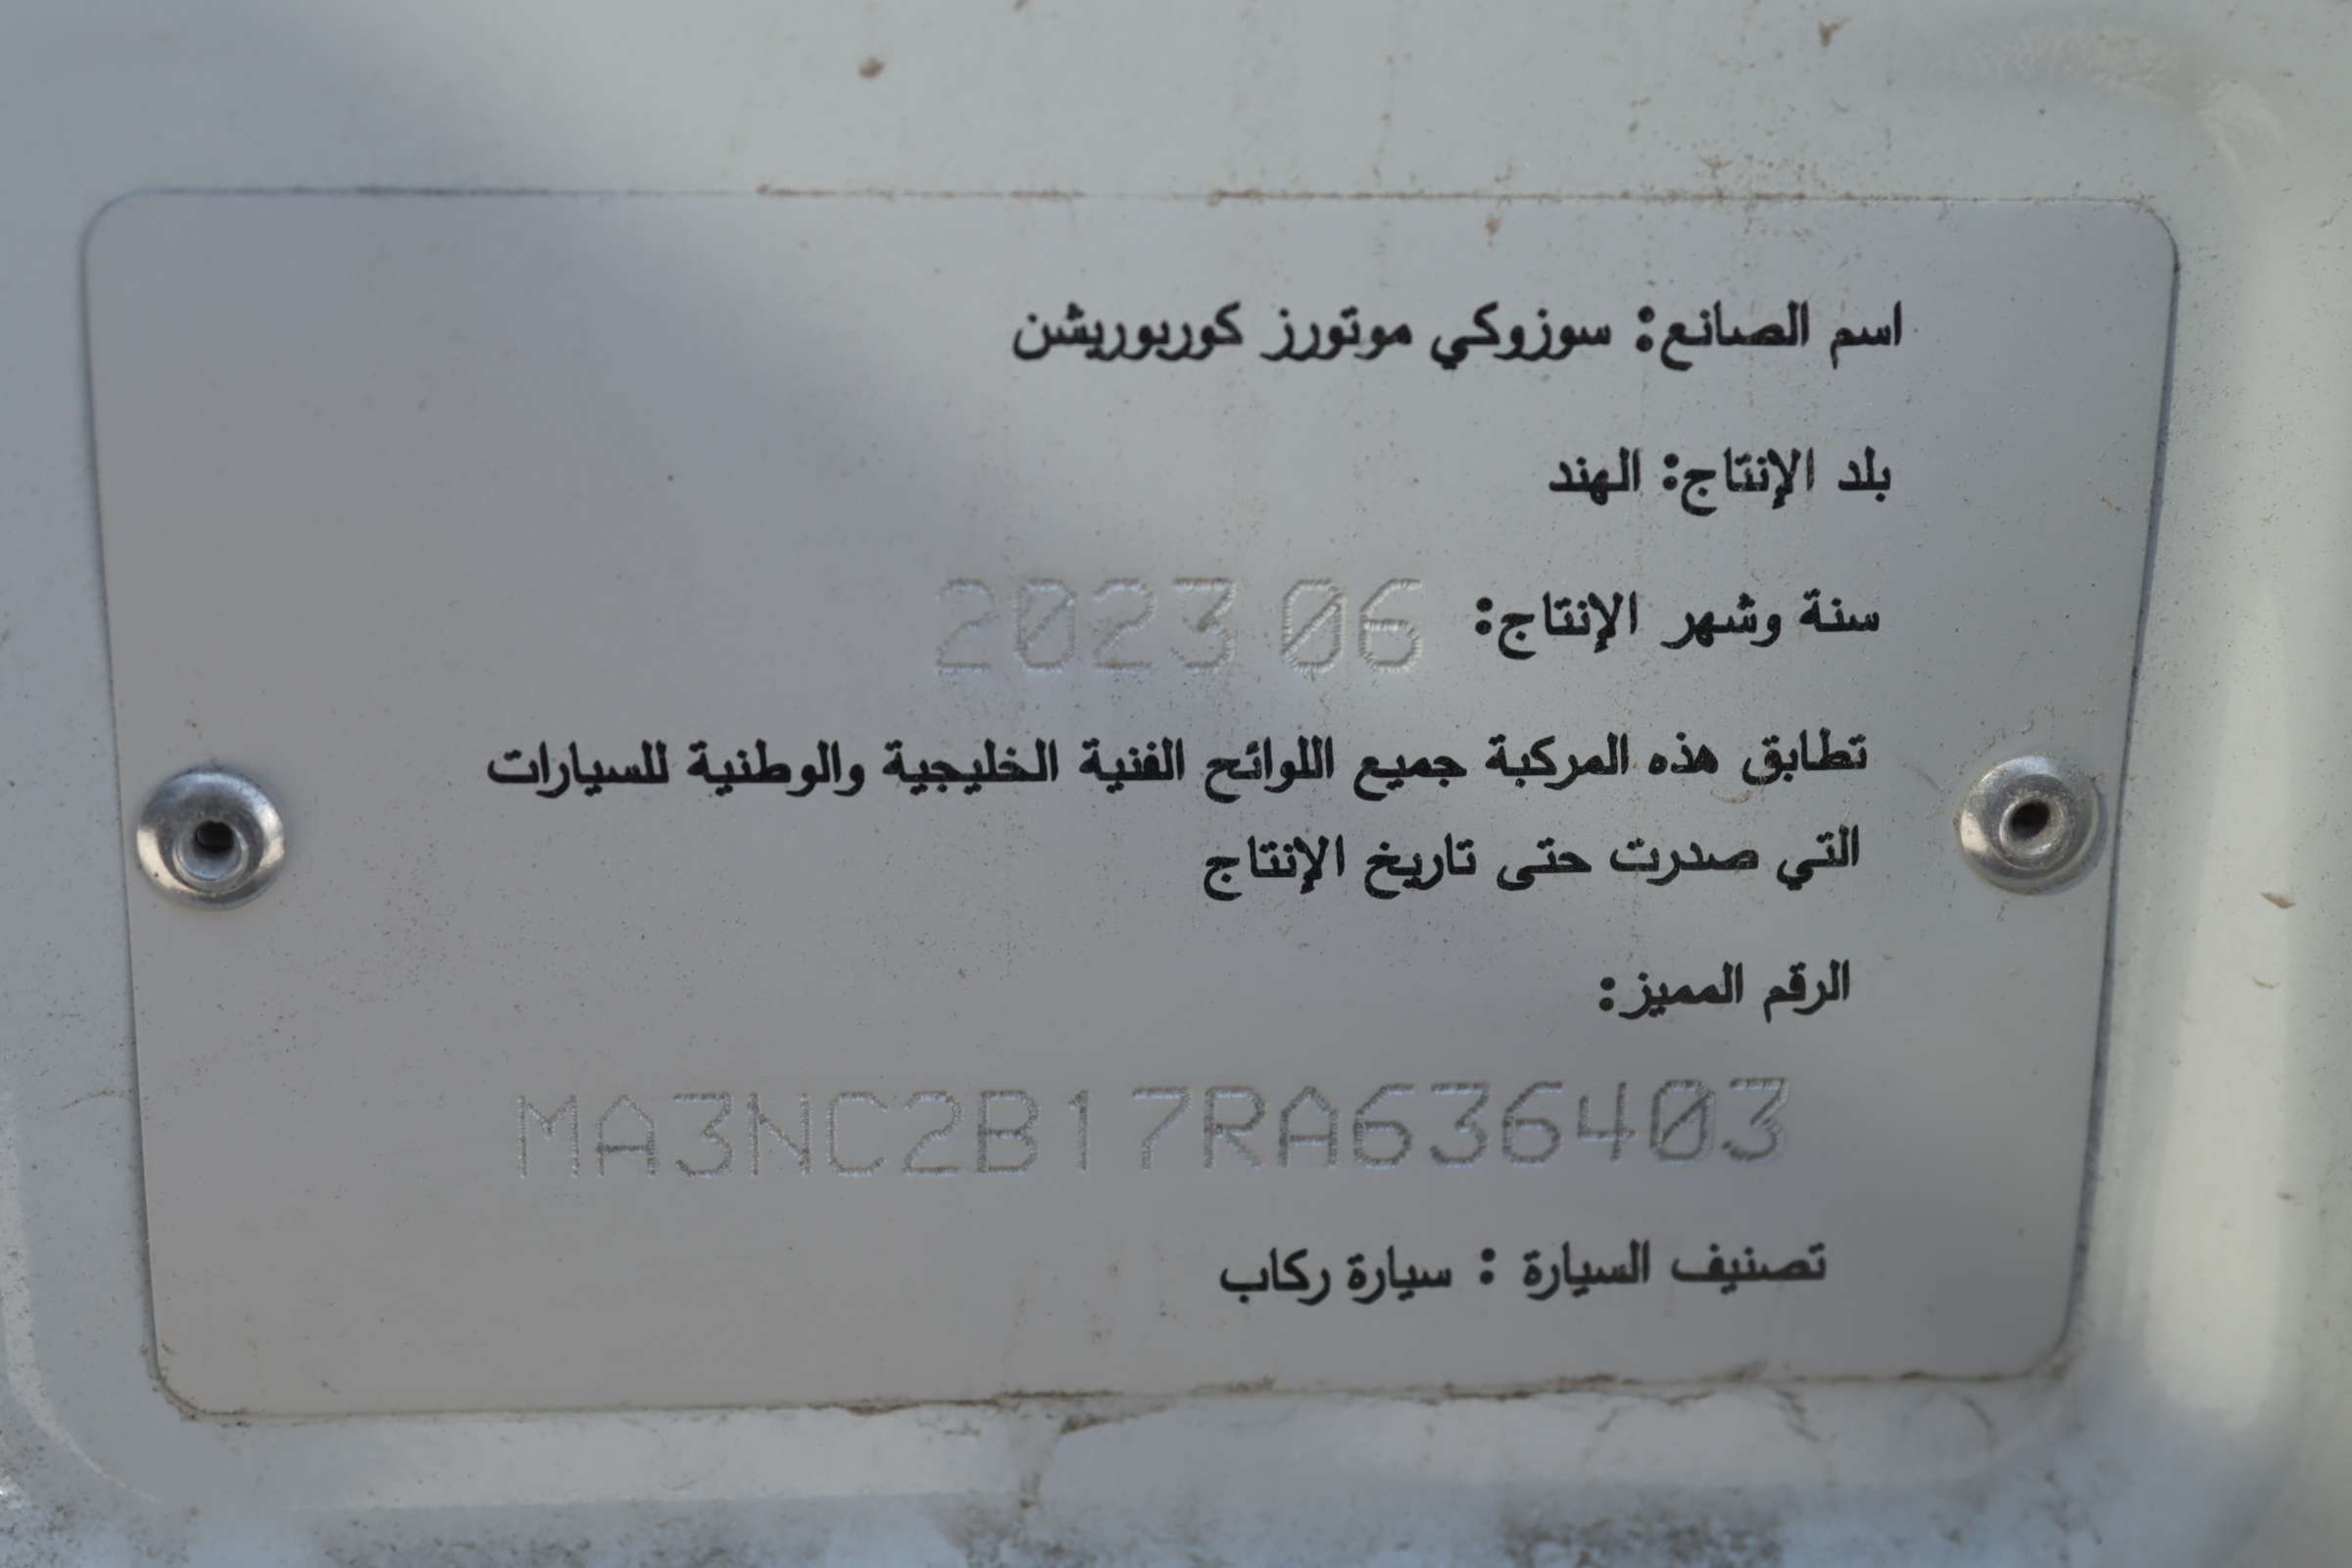 اسم الصانع: سوزوكي موتورز كوربوريشن
بلد الإنتاج: الهند
سنة وشهر الإنتاج: 2023 06
تطابق هذه المركبة جميع اللوائح الفنية الخليجية والوطنية للسيارات
التي صدرت حتى تاريخ الإنتاج
الرقم المميز:
MA3NC2B17RA636403
تصنيف السيارة : سيارة ركاب